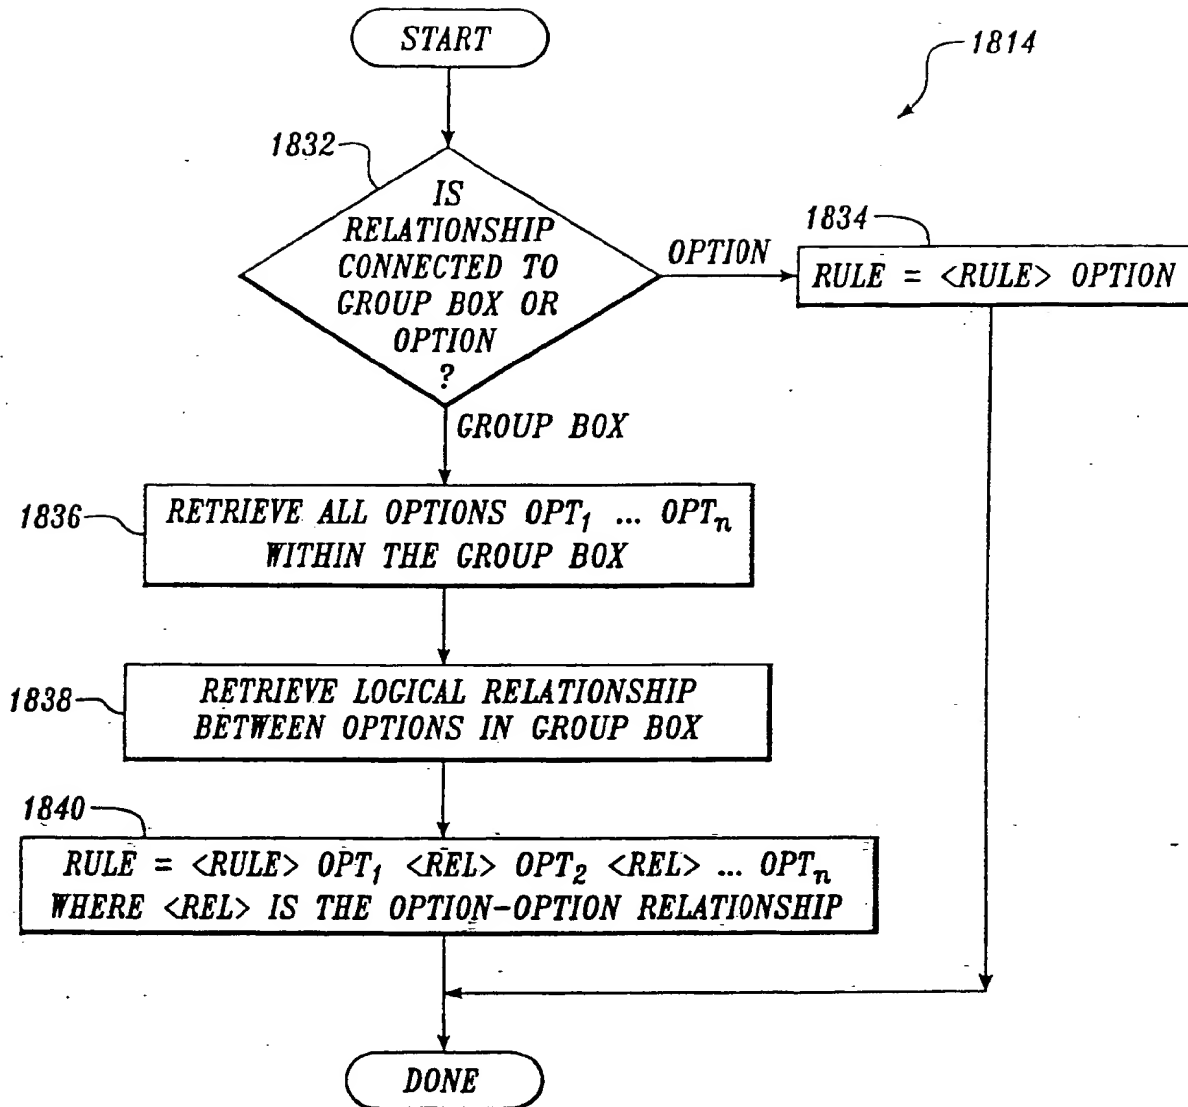 START
1814
1832
IS
RELATIONSHIP
CONNECTED TO
GROUP BOX OR
OPTION
?
OPTION
1834
RULE = <RULE> OPTION
GROUP BOX
1836
RETRIEVE ALL OPTIONS OPT₁ ... OPTₙ
WITHIN THE GROUP BOX
1838
RETRIEVE LOGICAL RELATIONSHIP
BETWEEN OPTIONS IN GROUP BOX
1840
RULE = <RULE> OPT₁ <REL> OPT₂ <REL> ... OPTₙ
WHERE <REL> IS THE OPTION-OPTION RELATIONSHIP
DONE